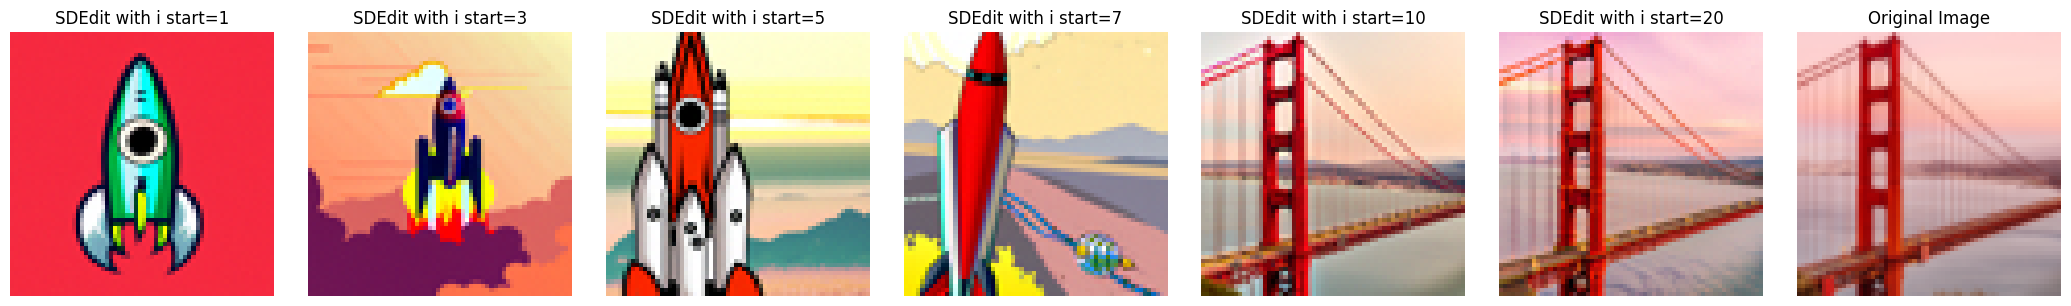 SDEdit with i start=1
SDEdit with i start=3
SDEdit with i start=5
SDEdit with i start=7
SDEdit with i start=10
SDEdit with i start=20
Original Image